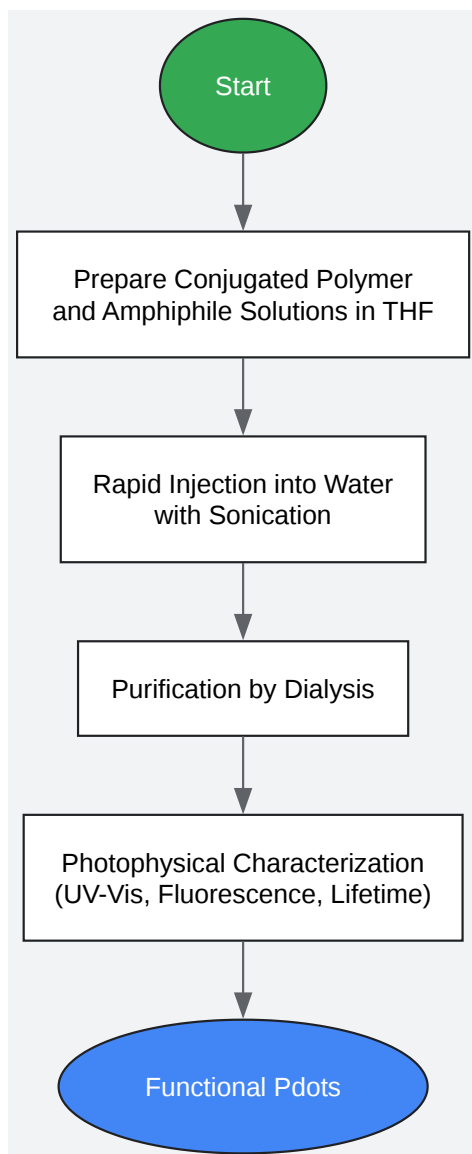 Start
Prepare Conjugated Polymer
and Amphiphile Solutions in THF
Rapid Injection into Water
with Sonication
Purification by Dialysis
Photophysical Characterization
(UV-Vis, Fluorescence, Lifetime)
Functional Pdots